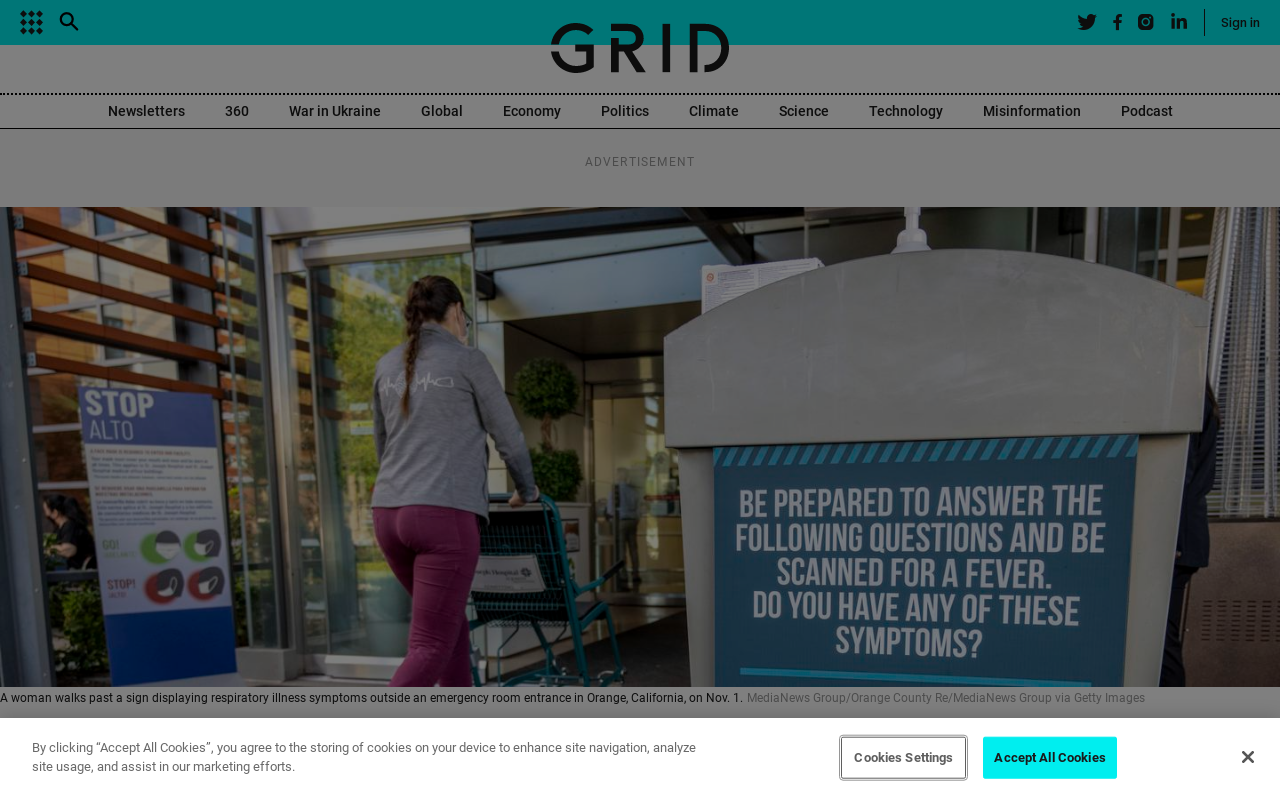 Sign in
GRID
Newsletters 360 War in Ukraine Global Economy Politics Climate Science Technology Misinformation Podcast
ADVERTISEMENT
STOP
ALTO
GO!
STOP!
ALTO
BE PREPARED TO ANSWER THE
FOLLOWING QUESTIONS AND BE
SCANNED FOR A FEVER.
DO YOU HAVE ANY OF THESE
SYMPTOMS?
A woman walks past a sign displaying respiratory illness symptoms outside an emergency room entrance in Orange, California, on Nov. 1. MediaNews Group/Orange County Re/MediaNews Group via Getty Images
By clicking “Accept All Cookies”, you agree to the storing of cookies on your device to enhance site navigation, analyze
site usage, and assist in our marketing efforts.
Cookies Settings
Accept All Cookies